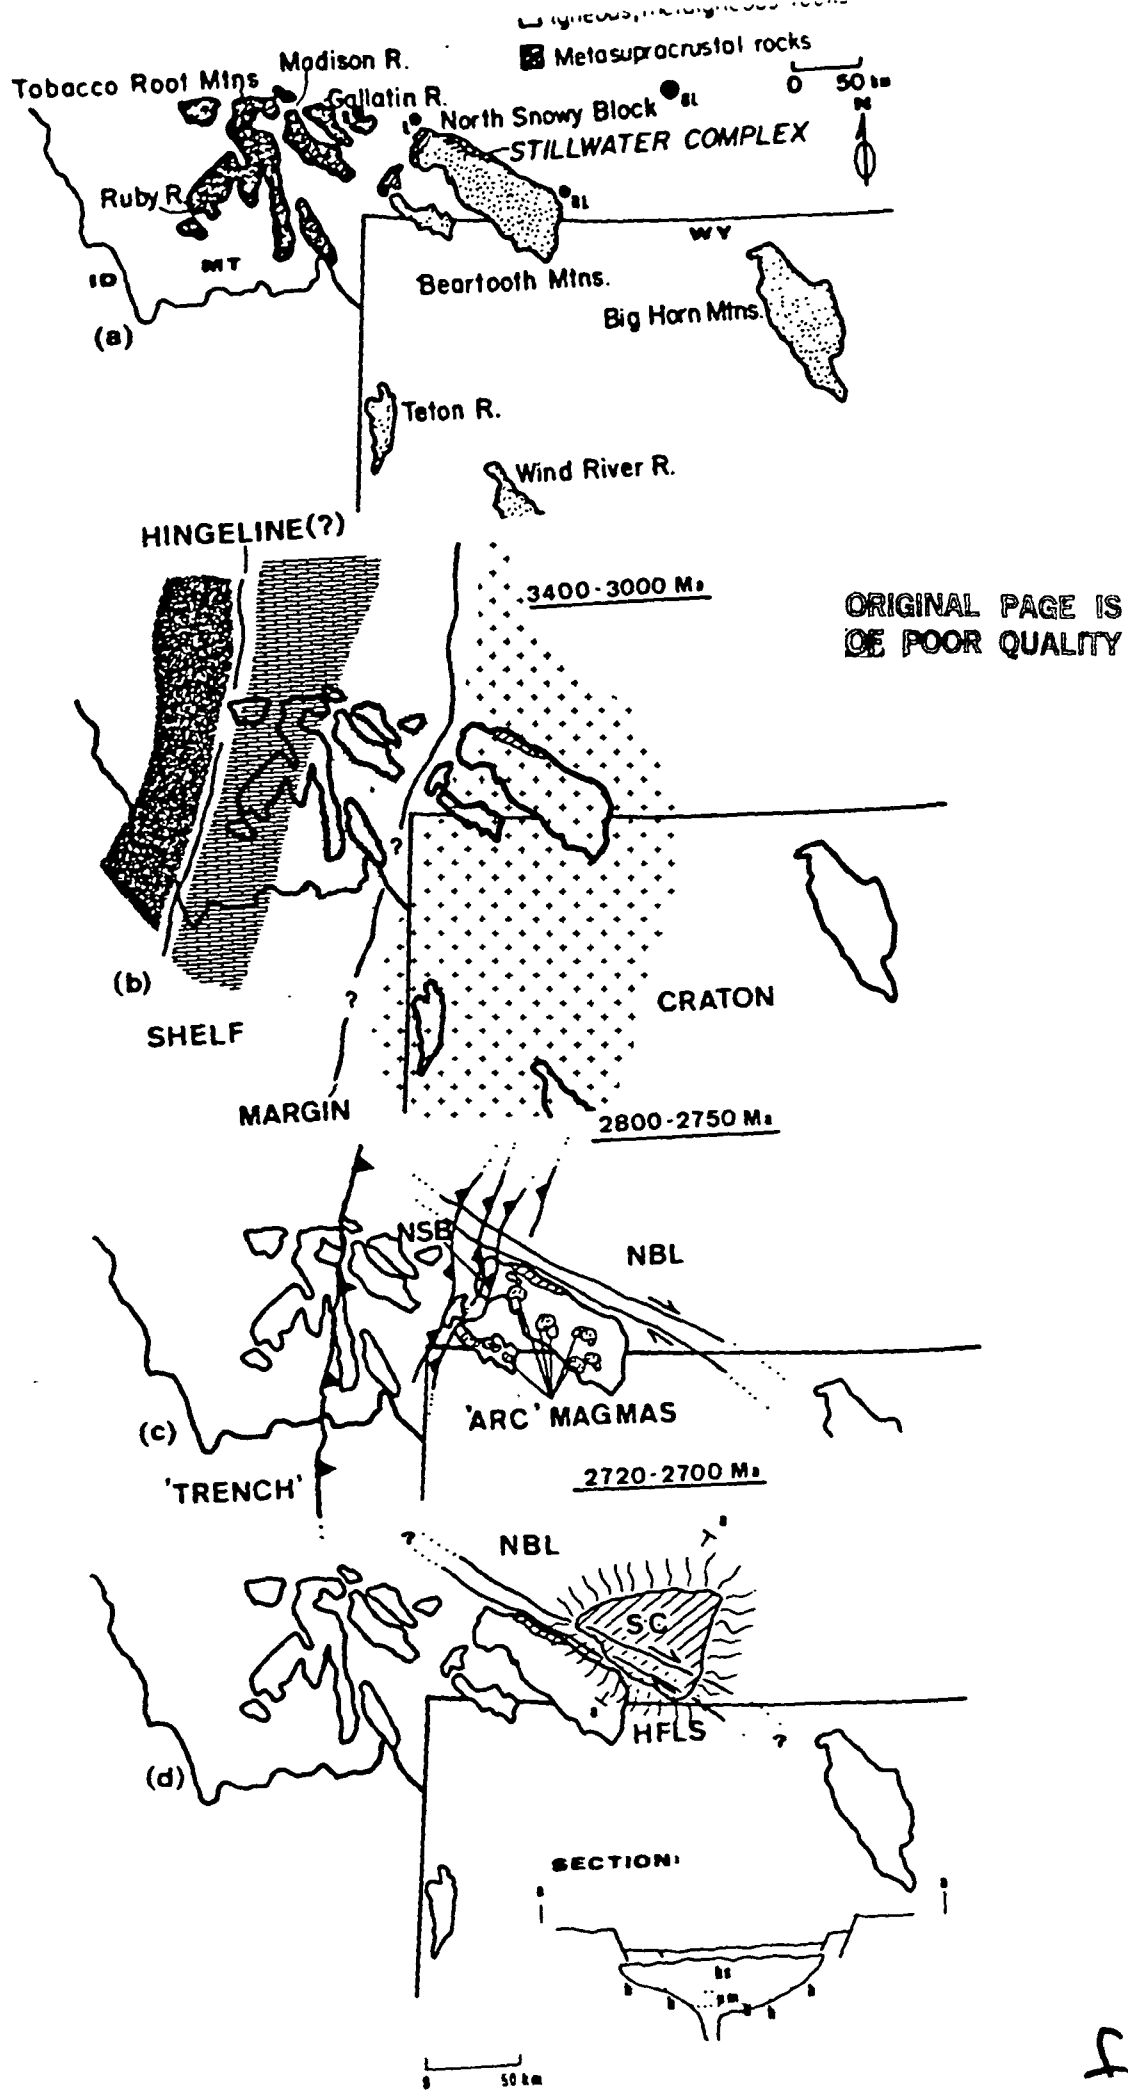 Metasupracrustal rocks
Madison R.
Tobacco Root Mtns
Gallatin R.
0 50 km
N
North Snowy Block
BL
STILLWATER COMPLEX
Ruby R.
BL
WY
MT
ID
Beartooth Mtns.
Big Horn Mtns.
(a)
Teton R.
Wind River R.
HINGELINE(?)
3400-3000 Ma
ORIGINAL PAGE IS
OF POOR QUALITY
?
(b)
?
CRATON
SHELF
MARGIN
2800-2750 Ma
NSB
NBL
'ARC' MAGMAS
(c)
2720-2700 Ma
'TRENCH'
?
NBL
SC
HFLS
?
(d)
SECTION:
50 km